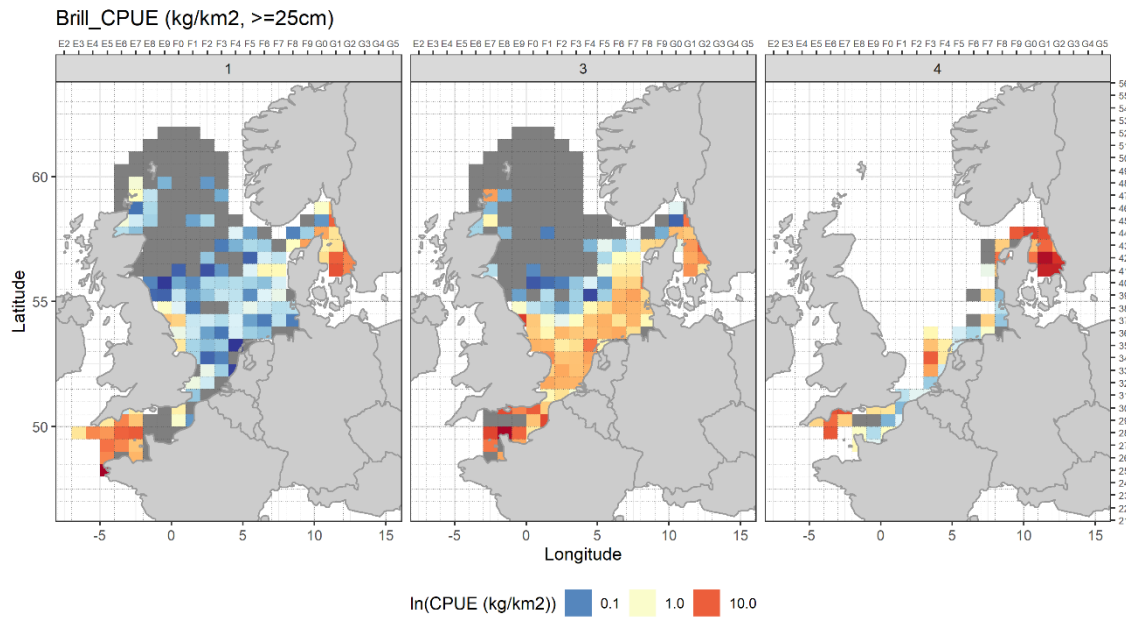 Brill_CPUE (kg/km2, >=25cm)
E2 E3 E4 E5 E6 E7 E8 E9 F0 F1 F2 F3 F4 F5 F6 F7 F8 F9 G0 G1 G2 G3 G4 G5
E2 E3 E4 E5 E6 E7 E8 E9 F0 F1 F2 F3 F4 F5 F6 F7 F8 F9 G0 G1 G2 G3 G4 G5
E2 E3 E4 E5 E6 E7 E8 E9 F0 F1 F2 F3 F4 F5 F6 F7 F8 F9 G0 G1 G2 G3 G4 G5
1
3
4
Latitude
60
55
50
-5 0 5 10 15
-5 0 5 10 15
-5 0 5 10 15
Longitude
ln(CPUE (kg/km2)) 0.1 1.0 10.0